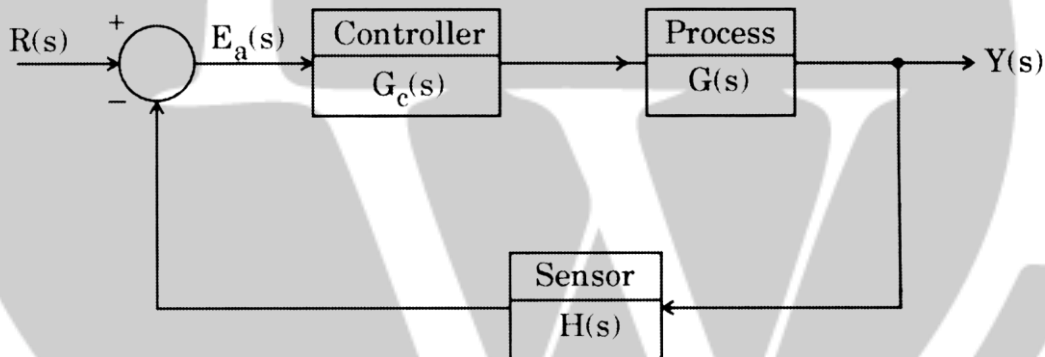 R(s)
+
−
E_a(s)
Controller
G_c(s)
Process
G(s)
Y(s)
Sensor
H(s)